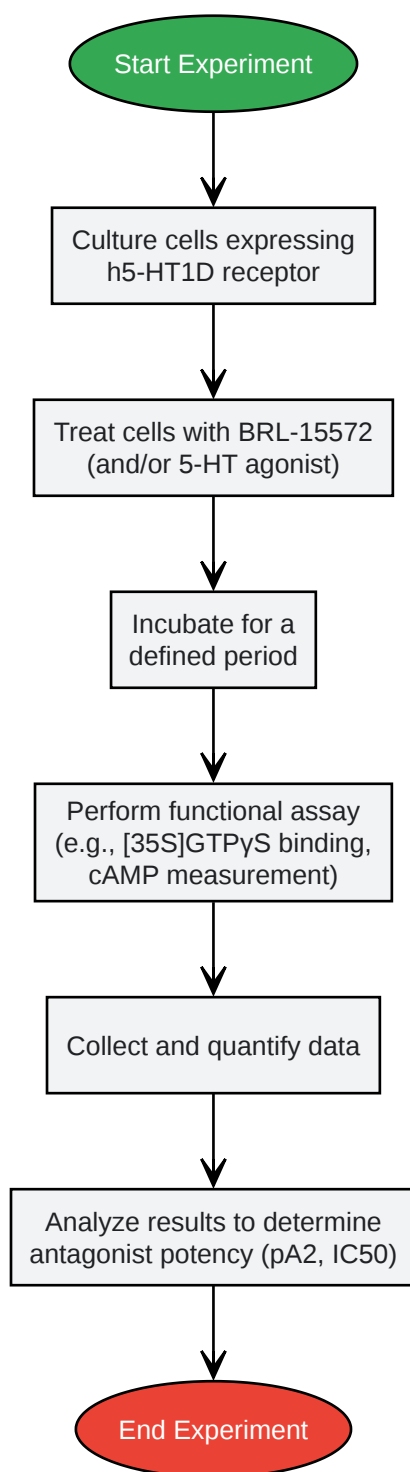 Start Experiment
Culture cells expressing
h5-HT1D receptor
Treat cells with BRL-15572
(and/or 5-HT agonist)
Incubate for a
defined period
Perform functional assay
(e.g., [35S]GTPγS binding,
cAMP measurement)
Collect and quantify data
Analyze results to determine
antagonist potency (pA2, IC50)
End Experiment